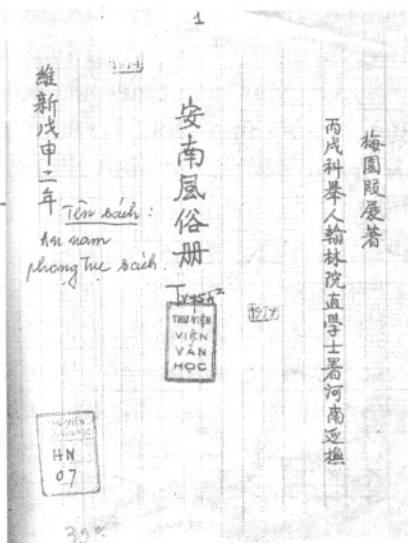 1
梅園段展著
丙戌科舉人翰林院直學士署河南巡撫
安南風俗册
維新戊申二年
Tên sách :
An nam
phong tục sách.
THƯ VIỆN
VIỆN
VĂN
HỌC
HN
07